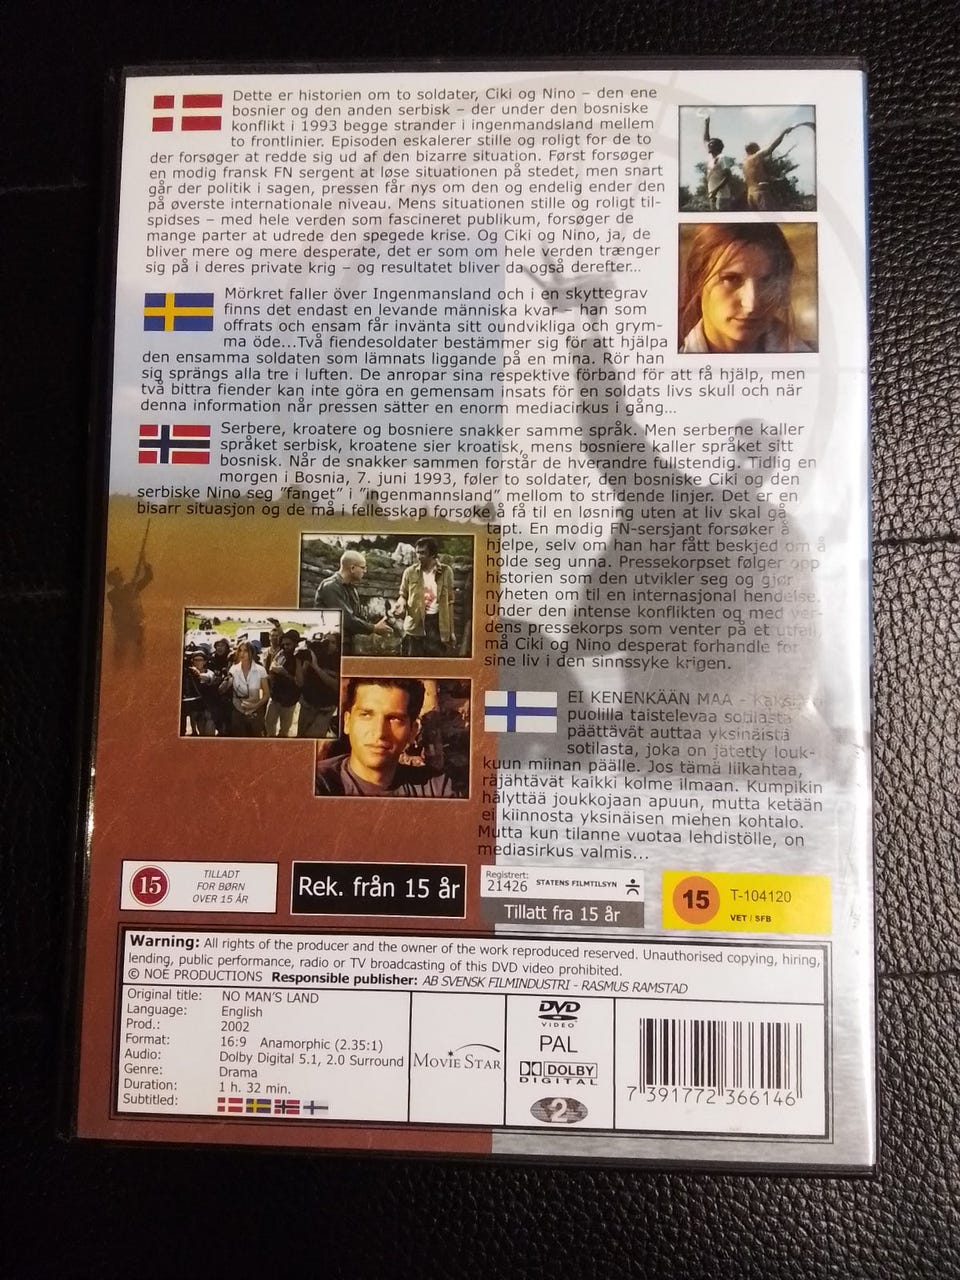 Dette er historien om to soldater, Ciki og Nino – den ene
bosnier og den anden serbisk – der under den bosniske
konflikt i 1993 begge strander i ingenmandsland mellem
to frontlinier. Episoden eskalerer stille og roligt for de to
der forsøger at redde sig ud af den bizarre situation. Først forsøger
en modig fransk FN sergent at løse situationen på stedet, men snart
går der politik i sagen, pressen får nys om den og endelig ender den
på øverste internationale niveau. Mens situationen stille og roligt til-
spidses – med hele verden som fascineret publikum, forsøger de
mange parter at udrede den spegede krise. Og Ciki og Nino, ja, de
bliver mere og mere desperate, det er som om hele verden trænger
sig på i deres private krig – og resultatet bliver da også derefter...
Mörkret faller över Ingenmansland och i en skyttegrav
finns det endast en levande människa kvar – han som
offrats och ensam får invänta sitt oundvikliga och grym-
ma öde...Två fiendesoldater bestämmer sig för att hjälpa
den ensamma soldaten som lämnats liggande på en mina. Rör han
sig sprängs alla tre i luften. De anropar sina respektive förband för att få hjälp, men
två bittra fiender kan inte göra en gemensam insats för en soldats livs skull och när
denna information når pressen sätter en enorm mediacirkus i gång...
Serbere, kroatere og bosniere snakker samme språk. Men serberne kaller
språket serbisk, kroatene sier kroatisk, mens bosniere kaller språket sitt
bosnisk. Når de snakker sammen forstår de hverandre fullstendig. Tidlig en
morgen i Bosnia, 7. juni 1993, føler to soldater, den bosniske Ciki og den
serbiske Nino seg "fanget" i "ingenmannsland" mellom to stridende linjer. Det er en
bisarr situasjon og de må i fellesskap forsøke å få til en løsning uten at liv skal gå
tapt. En modig FN-sersjant forsøker å
hjelpe, selv om han har fått beskjed om å
holde seg unna. Pressekorpset følger opp
historien som den utvikler seg og gjør
nyheten om til en internasjonal hendelse.
Under den intense konflikten og med ver-
dens pressekorps som venter på et utfall,
må Ciki og Nino desperat forhandle for
sine liv i den sinnssyke krigen.
EI KENENKÄÄN MAA - Kaksi
puolilla taistelevaa sotilasta
päättävät auttaa yksinäistä
sotilasta, joka on jätetty louk-
kuun miinan päälle. Jos tämä liikahtaa,
räjähtävät kaikki kolme ilmaan. Kumpikin
hälyttää joukkojaan apuun, mutta ketään
ei kiinnosta yksinäisen miehen kohtalo.
Mutta kun tilanne vuotaa lehdistölle, on
mediasirkus valmis...
15
TILLADT
FOR BØRN
OVER 15 ÅR
Rek. från 15 år
Registrert:
21426 STATENS FILMTILSYN
Tillatt fra 15 år
15
T-104120
VET / SFB
Warning: All rights of the producer and the owner of the work reproduced reserved. Unauthorised copying, hiring,
lending, public performance, radio or TV broadcasting of this DVD video prohibited.
© NOE PRODUCTIONS Responsible publisher: AB SVENSK FILMINDUSTRI - RASMUS RAMSTAD
Original title: NO MAN'S LAND
Language: English
Prod.: 2002
Format: 16:9 Anamorphic (2.35:1)
Audio: Dolby Digital 5.1, 2.0 Surround
Genre: Drama
Duration: 1 h. 32 min.
Subtitled:
MOVIE STAR
DVD
VIDEO
PAL
DOLBY
DIGITAL
2
7 391772 366146